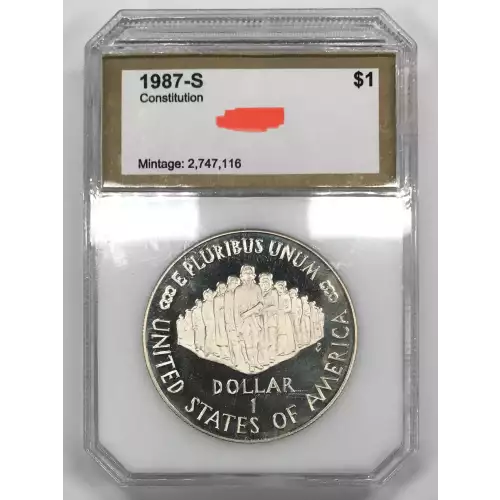 1987-S $1
Constitution
Mintage: 2,747,116
E PLURIBUS UNUM
DOLLAR
1
UNITED STATES OF AMERICA